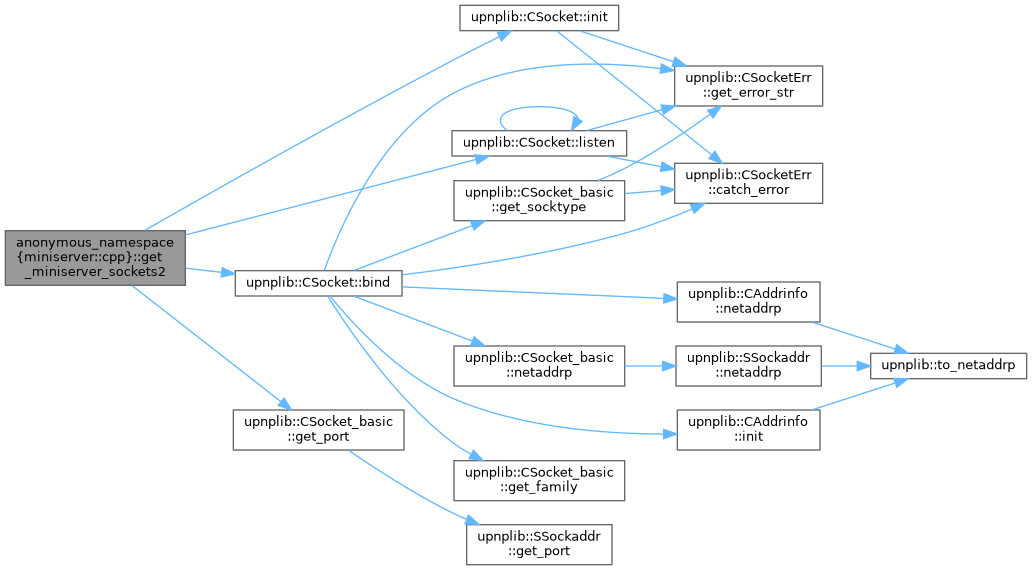 upnplib::CSocket::init
upnplib::CSocketErr
::get_error_str
upnplib::CSocket::listen
upnplib::CSocketErr
::catch_error
upnplib::CSocket_basic
::get_socktype
anonymous_namespace
{miniserver::cpp}::get
_miniserver_sockets2
upnplib::CSocket::bind
upnplib::CAddrinfo
::netaddrp
upnplib::CSocket_basic
::netaddrp
upnplib::SSockaddr
::netaddrp
upnplib::to_netaddrp
upnplib::CSocket_basic
::get_port
upnplib::CAddrinfo
::init
upnplib::CSocket_basic
::get_family
upnplib::SSockaddr
::get_port